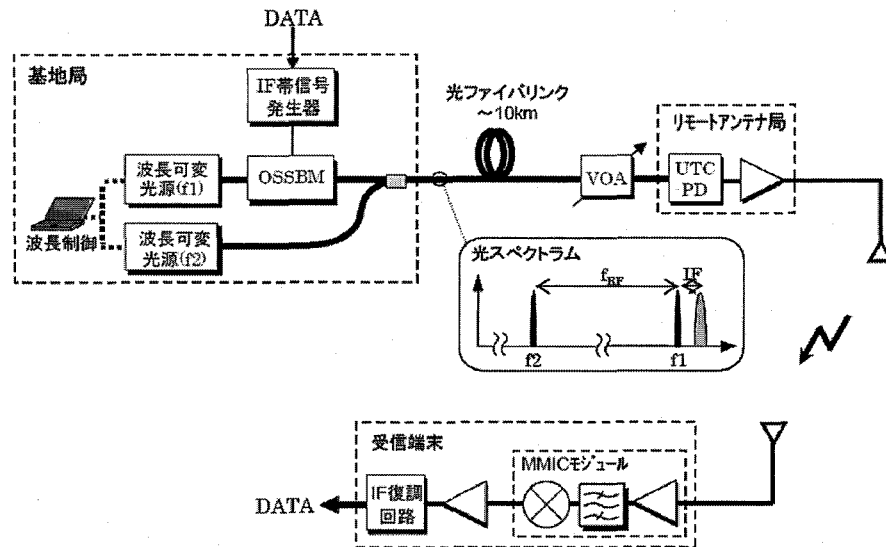 DATA
基地局
IF帯信号
発生器
波長可変
光源(f1)
OSSBM
波長制御
波長可変
光源(f2)
光ファイバリンク
～10km
VOA
リモートアンテナ局
UTC
-PD
光スペクトラム
fRF
IF
f2
f1
受信端末
MMICモジュール
DATA
IF復調
回路